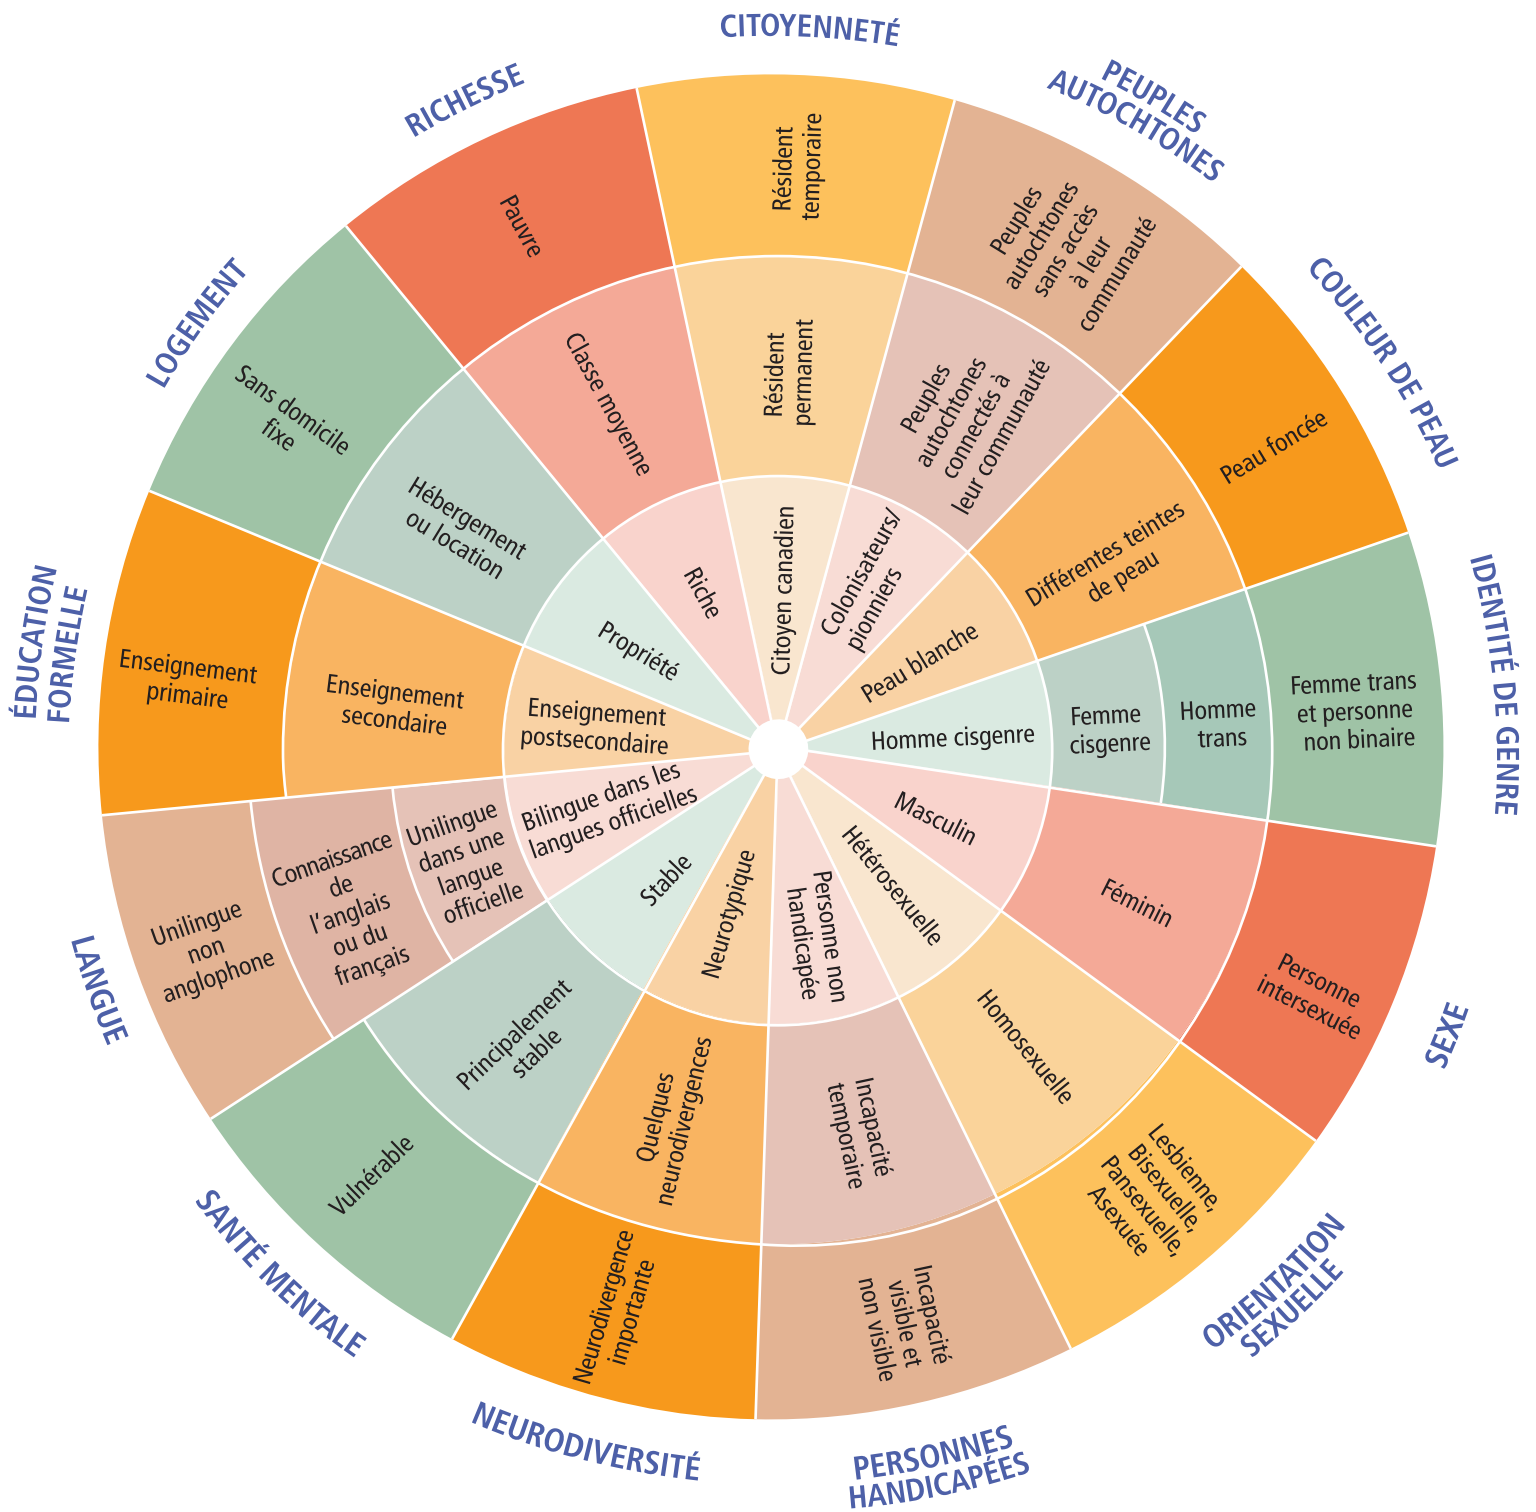 CITOYENNETÉ
Résident
temporaire
Résident
permanent
Citoyen canadien
PEUPLES
AUTOCHTONES
Peuples
autochtones
sans accès
à leur
communauté
Peuples
autochtones
connectés à
leur communauté
Colonisateurs/
pionniers
COULEUR DE PEAU
Peau foncée
Différentes teintes
de peau
Peau blanche
IDENTITÉ DE GENRE
Femme trans
et personne
non binaire
Homme
trans
Femme
cisgenre
Homme cisgenre
SEXE
Personne
intersexuée
Féminin
Masculin
ORIENTATION
SEXUELLE
Lesbienne,
Bisexuelle,
Pansexuelle,
Asexuée
Homosexuelle
Hétérosexuelle
PERSONNES
HANDICAPÉES
Incapacité
visible et
non visible
Incapacité
temporaire
Personne non
handicapée
NEURODIVERSITÉ
Neurodivergence
importante
Quelques
neurodivergences
Neurotypique
SANTÉ MENTALE
Vulnérable
Principalement
stable
Stable
LANGUE
Unilingue
non
anglophone
Connaissance
de
l’anglais
ou du
français
Unilingue
dans une
langue
officielle
Bilingue dans les
langues officielles
ÉDUCATION
FORMELLE
Enseignement
primaire
Enseignement
secondaire
Enseignement
postsecondaire
LOGEMENT
Sans domicile
fixe
Hébergement
ou location
Propriété
RICHESSE
Pauvre
Classe moyenne
Riche